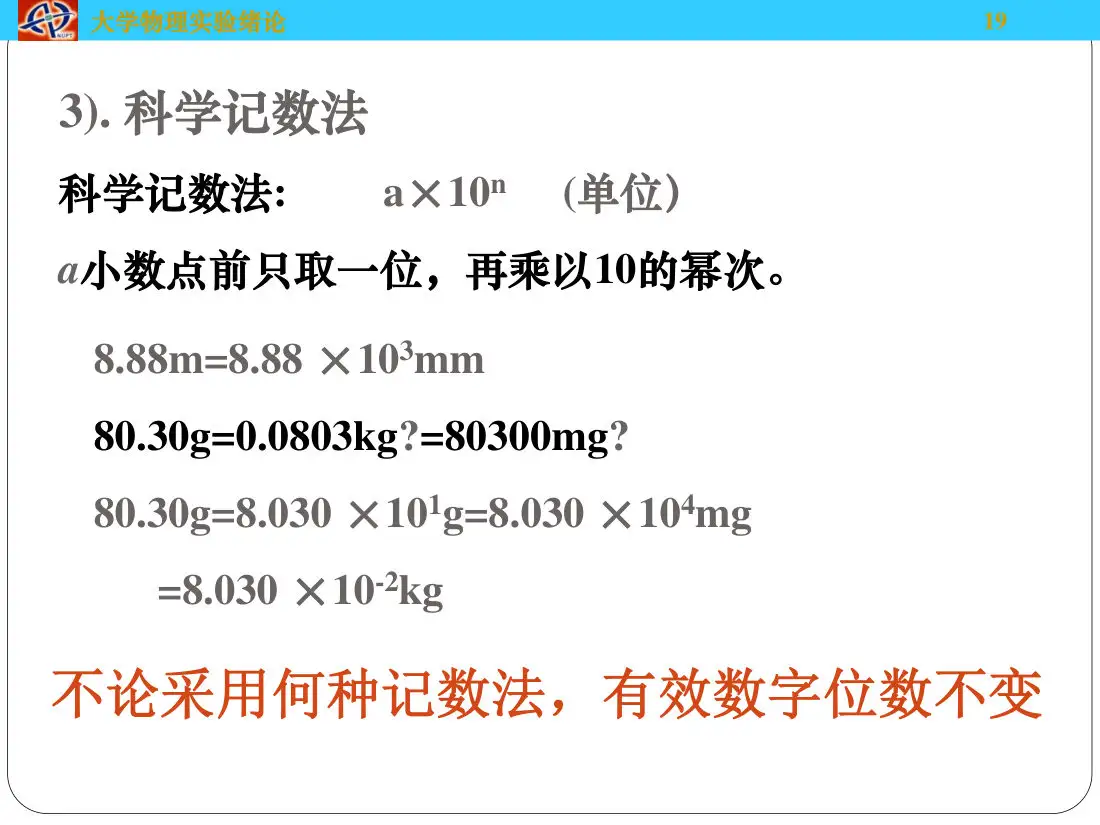 大学物理实验绪论 19
NUPT
3). 科学记数法
科学记数法: a×10ⁿ (单位)
a小数点前只取一位，再乘以10的幂次。
8.88m=8.88 ×10³mm
80.30g=0.0803kg?=80300mg?
80.30g=8.030 ×10¹g=8.030 ×10⁴mg
=8.030 ×10⁻²kg
不论采用何种记数法，有效数字位数不变